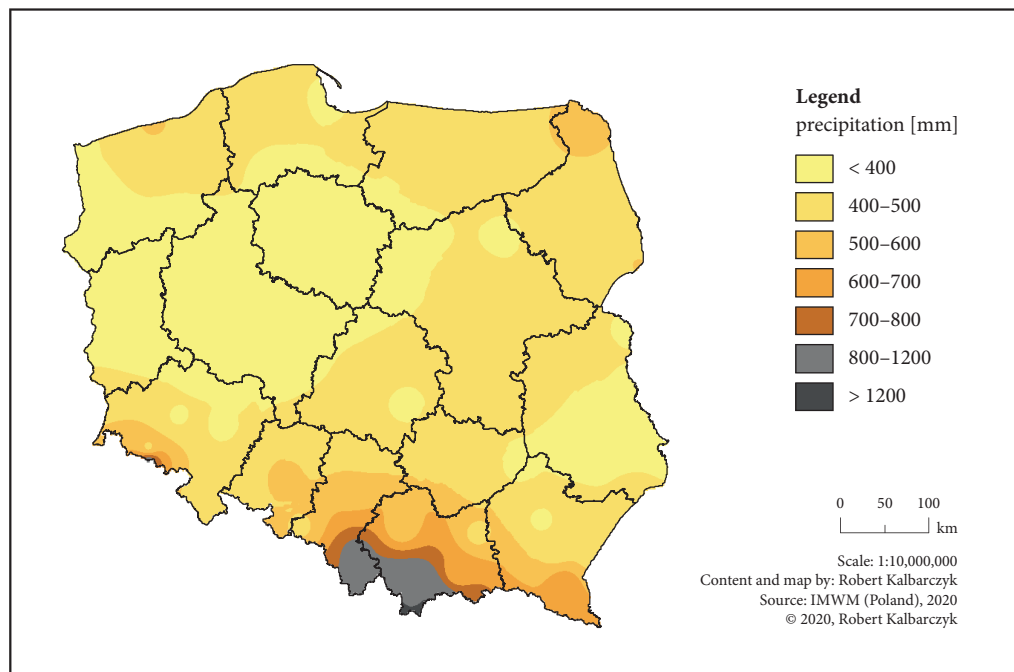 Legend
precipitation [mm]
< 400
400–500
500–600
600–700
700–800
800–1200
> 1200
0 50 100
km
Scale: 1:10,000,000
Content and map by: Robert Kalbarczyk
Source: IMWM (Poland), 2020
© 2020, Robert Kalbarczyk